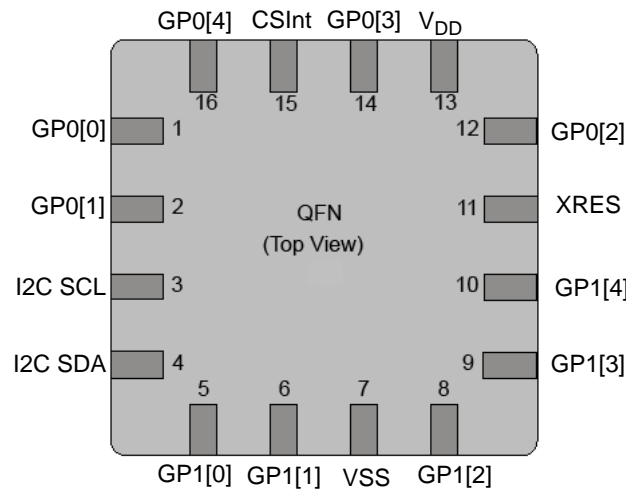 GP0[4] CSInt GP0[3] VDD
16 15 14 13
GP0[0] 1 12 GP0[2]
GP0[1] 2 QFN 11 XRES
(Top View)
I2C SCL 3 10 GP1[4]
I2C SDA 4 9 GP1[3]
5 6 7 8
GP1[0] GP1[1] VSS GP1[2]